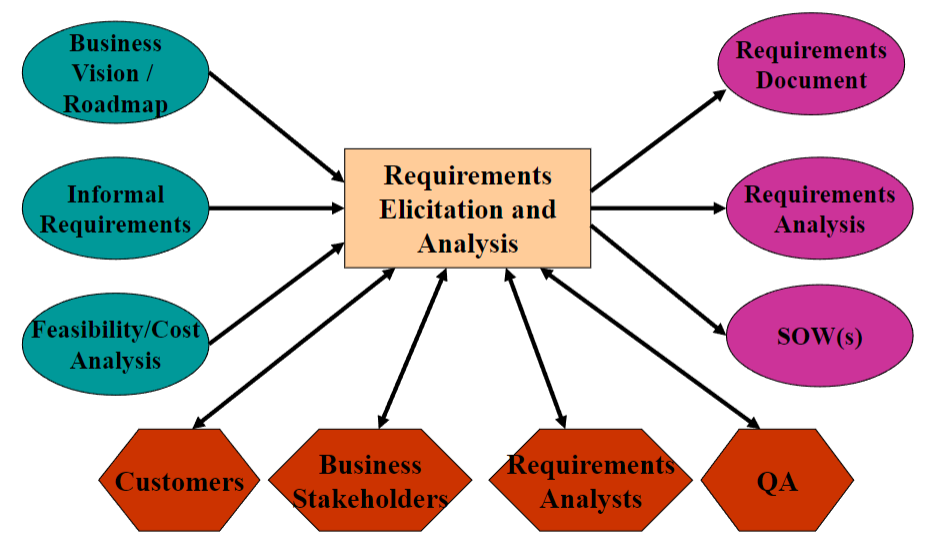 Business
Vision /
Roadmap
Informal
Requirements
Feasibility/Cost
Analysis
Requirements
Elicitation and
Analysis
Requirements
Document
Requirements
Analysis
SOW(s)
Customers
Business
Stakeholders
Requirements
Analysts
QA